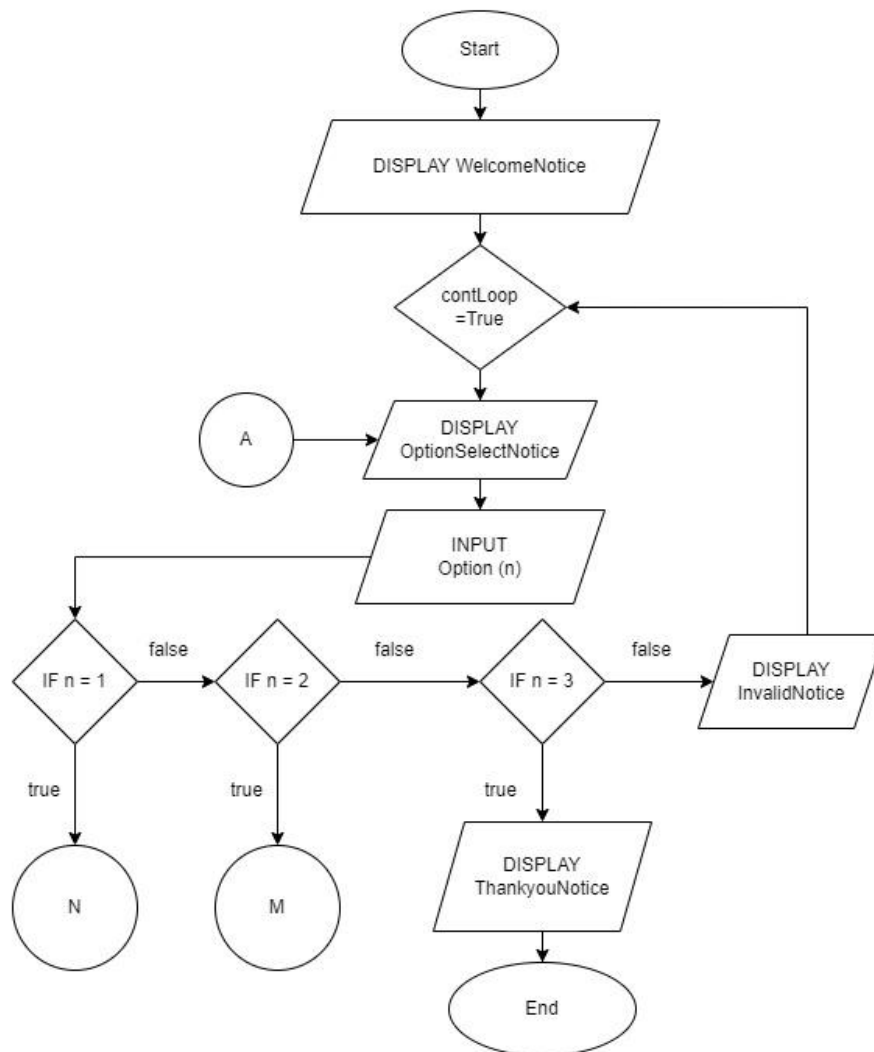 Start
DISPLAY WelcomeNotice
contLoop
=True
A
DISPLAY
OptionSelectNotice
INPUT
Option (n)
IF n = 1
false
IF n = 2
false
IF n = 3
false
DISPLAY
InvalidNotice
true
true
true
N
M
DISPLAY
ThankyouNotice
End